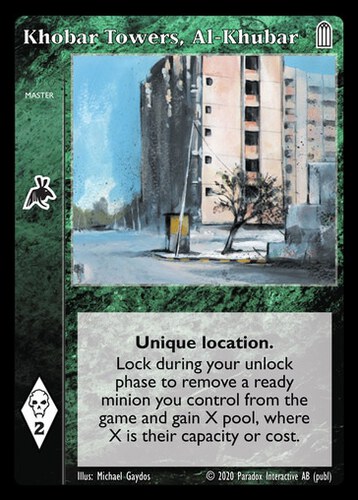 Khobar Towers, Al-Khubar
MASTER
Unique location.
Lock during your unlock
phase to remove a ready
minion you control from the
game and gain X pool, where
X is their capacity or cost.
2
Illus: Michael Gaydos © 2020 Paradox Interactive AB (publ)